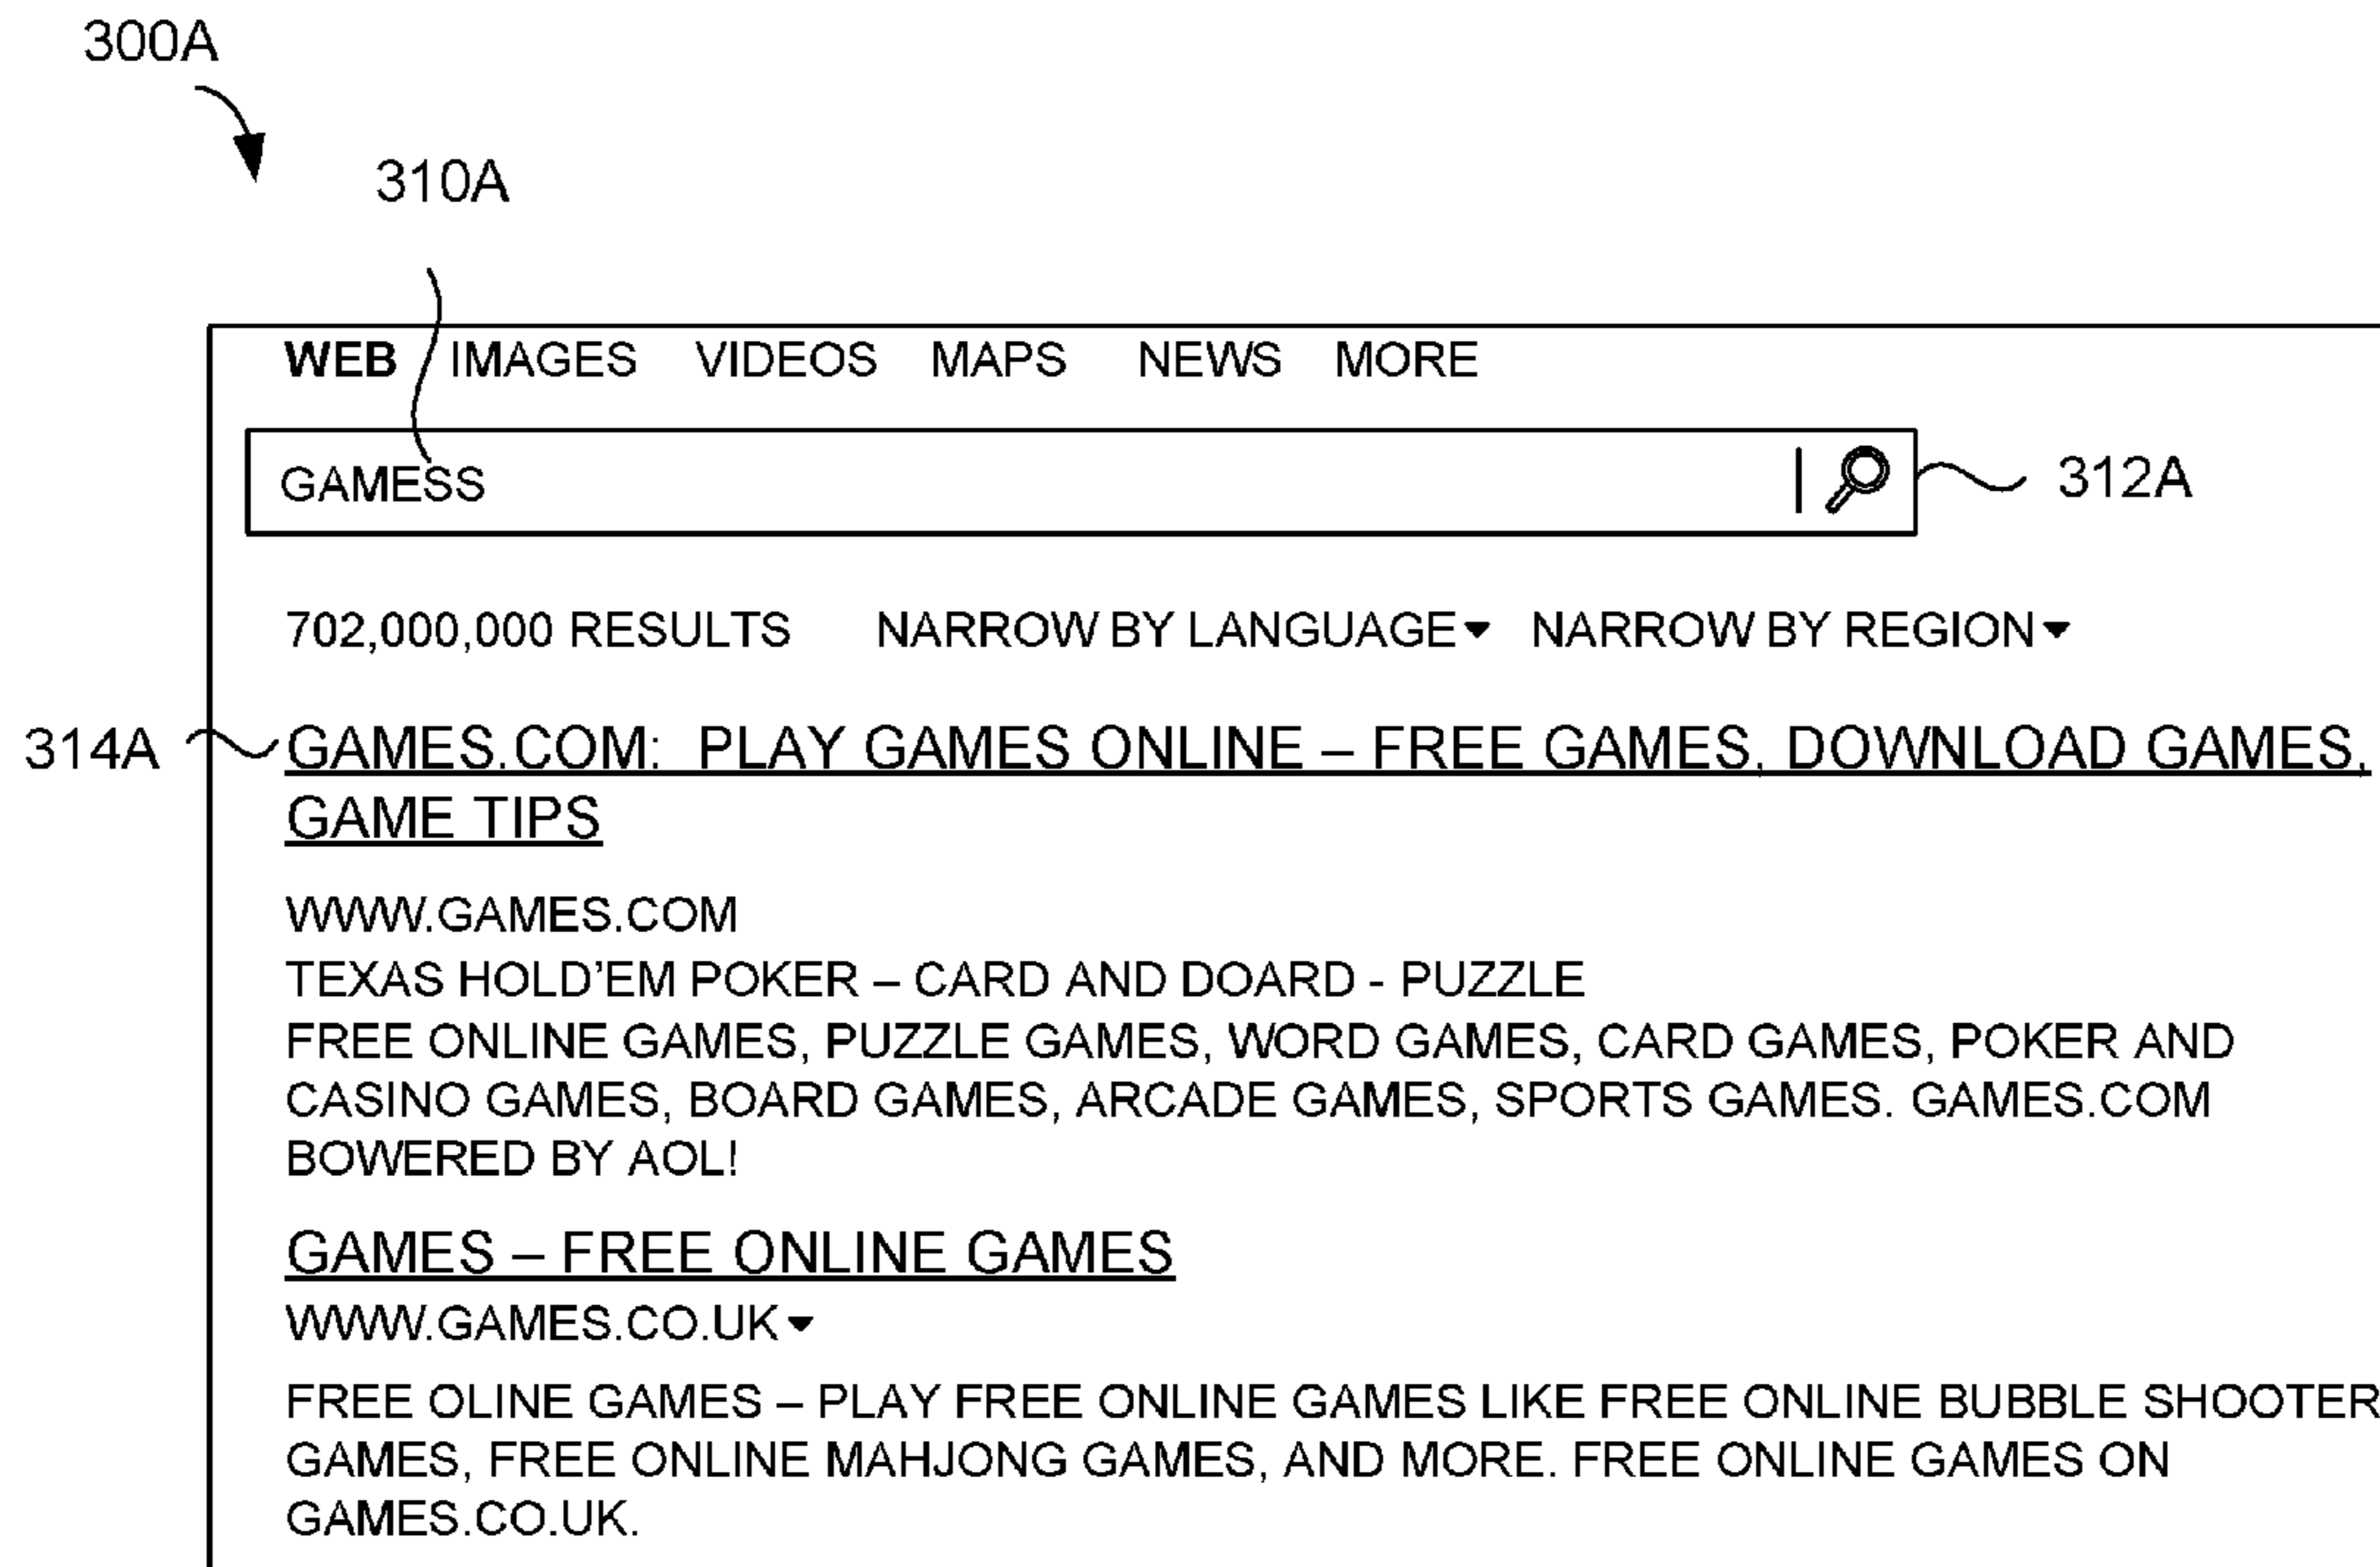 300A
310A
WEB IMAGES VIDEOS MAPS NEWS MORE
GAMESS
312A
702,000,000 RESULTS NARROW BY LANGUAGE NARROW BY REGION
314A
GAMES.COM: PLAY GAMES ONLINE – FREE GAMES, DOWNLOAD GAMES,
GAME TIPS
WWW.GAMES.COM
TEXAS HOLD'EM POKER – CARD AND DOARD - PUZZLE
FREE ONLINE GAMES, PUZZLE GAMES, WORD GAMES, CARD GAMES, POKER AND
CASINO GAMES, BOARD GAMES, ARCADE GAMES, SPORTS GAMES. GAMES.COM
BOWERED BY AOL!
GAMES – FREE ONLINE GAMES
WWW.GAMES.CO.UK
FREE OLINE GAMES – PLAY FREE ONLINE GAMES LIKE FREE ONLINE BUBBLE SHOOTER
GAMES, FREE ONLINE MAHJONG GAMES, AND MORE. FREE ONLINE GAMES ON
GAMES.CO.UK.